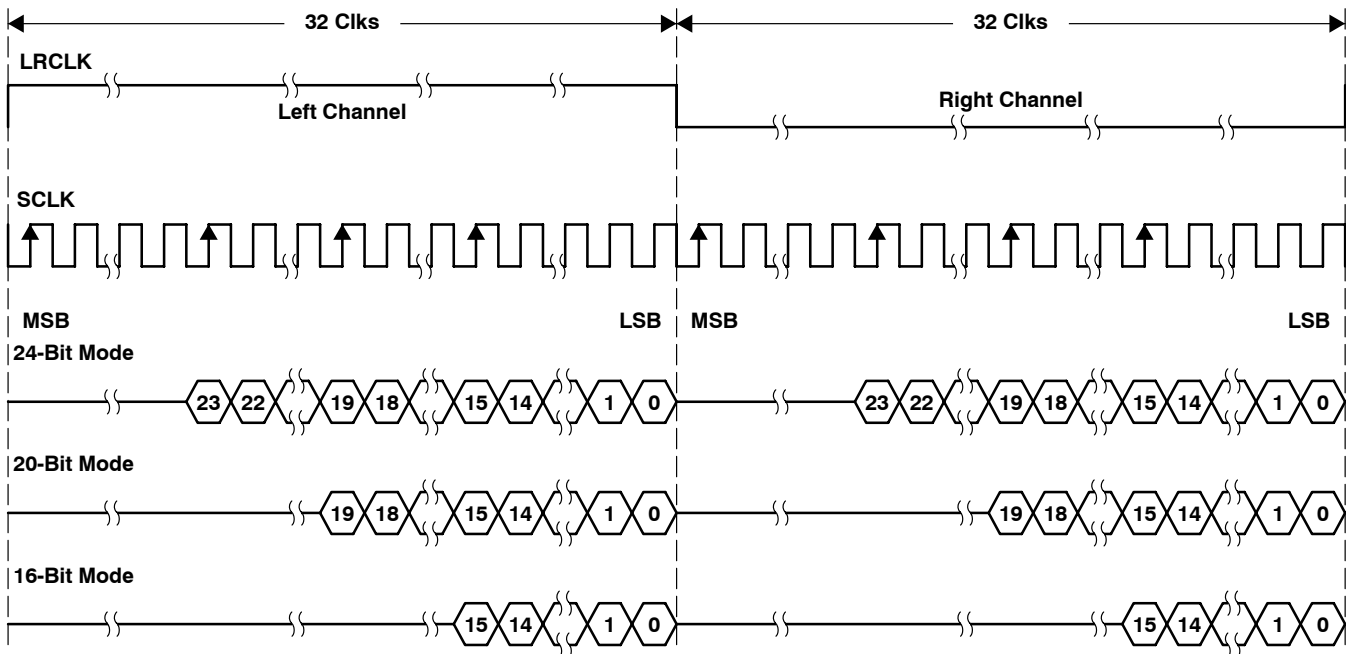 32 Clks 32 Clks
LRCLK
Left Channel Right Channel
SCLK
MSB LSB MSB LSB
24-Bit Mode
23 22 19 18 15 14 1 0 23 22 19 18 15 14 1 0
20-Bit Mode
19 18 15 14 1 0 19 18 15 14 1 0
16-Bit Mode
15 14 1 0 15 14 1 0